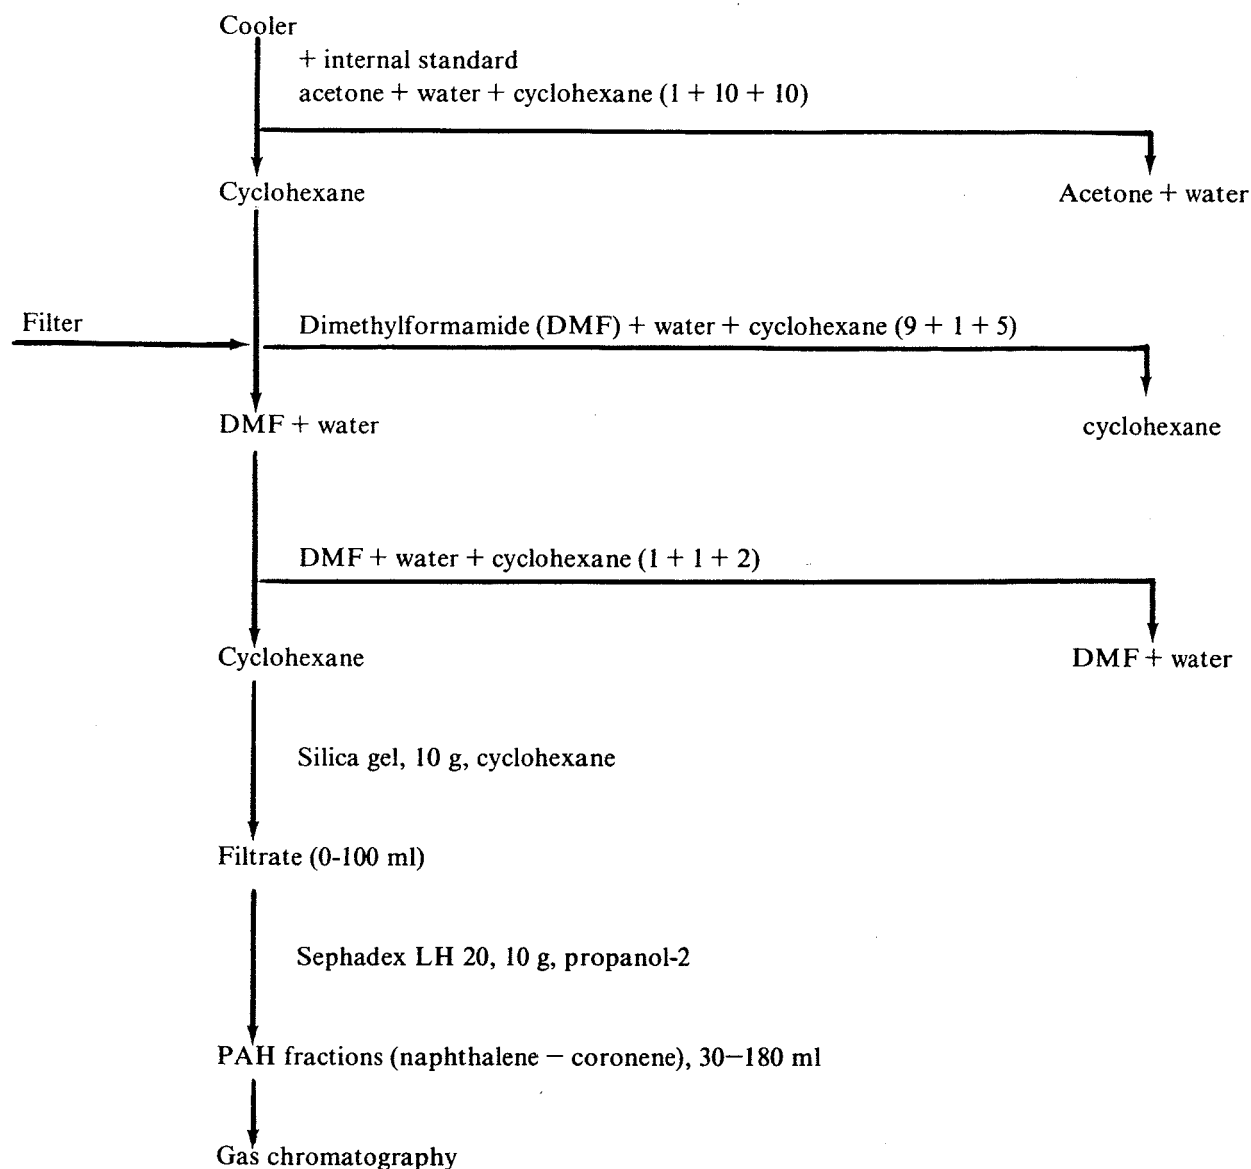 Cooler
+ internal standard
acetone + water + cyclohexane (1 + 10 + 10)
Cyclohexane
Acetone + water
Filter
Dimethylformamide (DMF) + water + cyclohexane (9 + 1 + 5)
DMF + water
cyclohexane
DMF + water + cyclohexane (1 + 1 + 2)
Cyclohexane
DMF + water
Silica gel, 10 g, cyclohexane
Filtrate (0-100 ml)
Sephadex LH 20, 10 g, propanol-2
PAH fractions (naphthalene – coronene), 30–180 ml
Gas chromatography